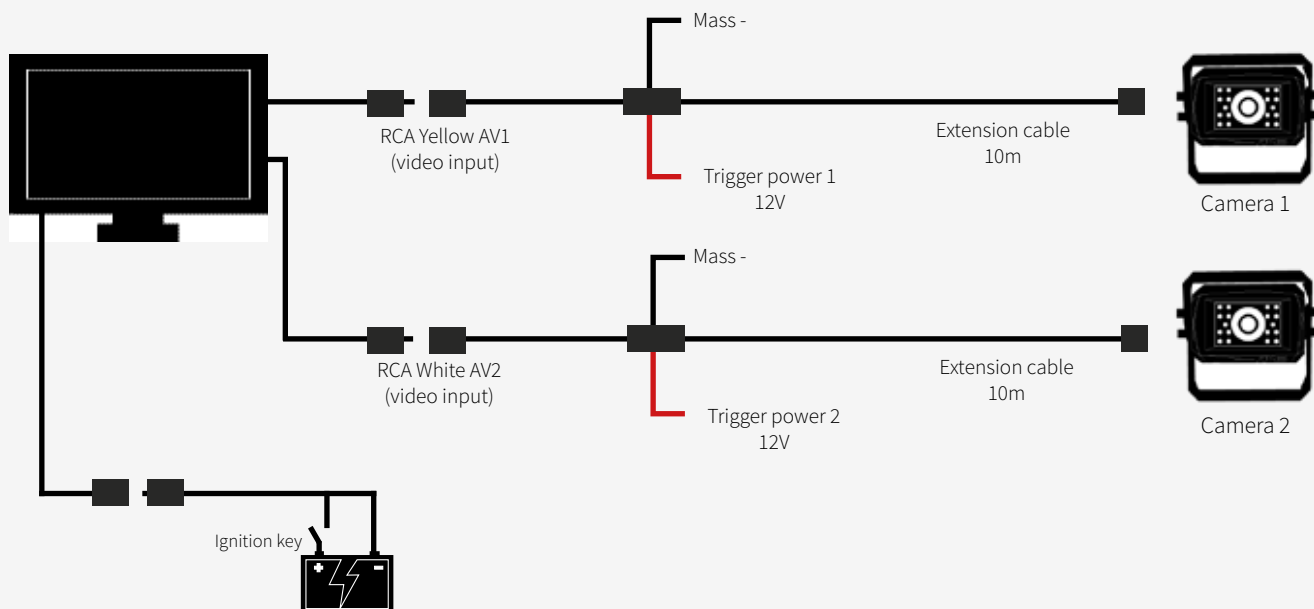 Mass -
RCA Yellow AV1
(video input)
Trigger power 1
12V
Extension cable
10m
Camera 1
Mass -
RCA White AV2
(video input)
Trigger power 2
12V
Extension cable
10m
Camera 2
Ignition key
+ -